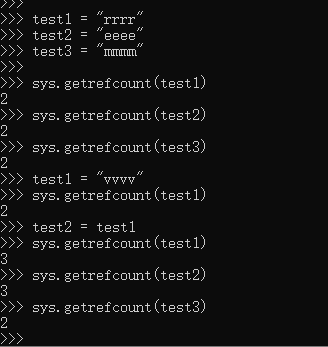 >>>
>>> test1 = "rrrr"
>>> test2 = "eeee"
>>> test3 = "mmmm"
>>>
>>> sys.getrefcount(test1)
2
>>> sys.getrefcount(test2)
2
>>> sys.getrefcount(test3)
2
>>> test1 = "vvvv"
>>> sys.getrefcount(test1)
2
>>> test2 = test1
>>> sys.getrefcount(test1)
3
>>> sys.getrefcount(test2)
3
>>> sys.getrefcount(test3)
2
>>>